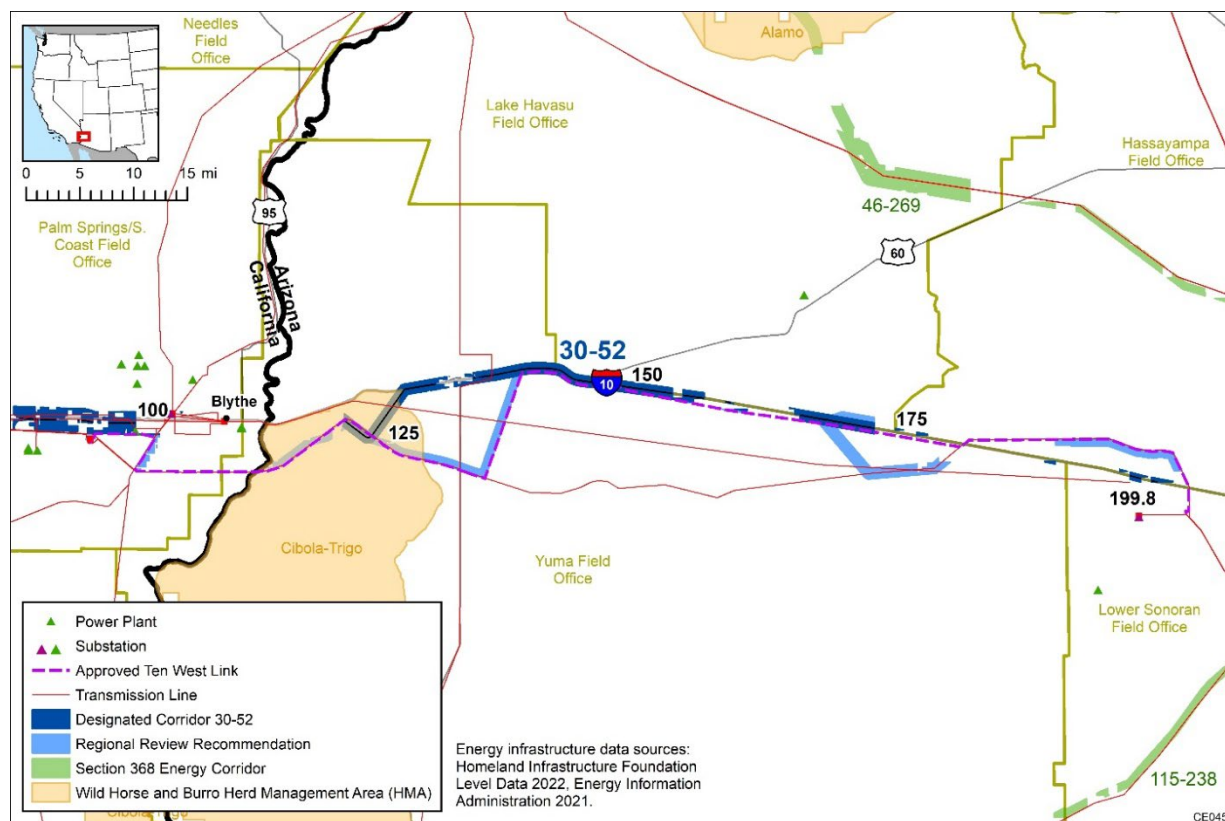 Needles
Field
Office
Alamo
Lake Havasu
Field Office
Hassayampa
Field Office
0 5 10 15 mi
95
46-269
Palm Springs/S.
Coast Field
Office
60
Arizona
California
30-52
10
150
Blythe
100
125
175
199.8
Cibola-Trigo
Yuma Field
Office
Lower Sonoran
Field Office
Power Plant
Substation
Approved Ten West Link
Transmission Line
Designated Corridor 30-52
Regional Review Recommendation
Section 368 Energy Corridor
Wild Horse and Burro Herd Management Area (HMA)
Cibola-Trigo
Energy infrastructure data sources:
Homeland Infrastructure Foundation
Level Data 2022, Energy Information
Administration 2021.
115-238